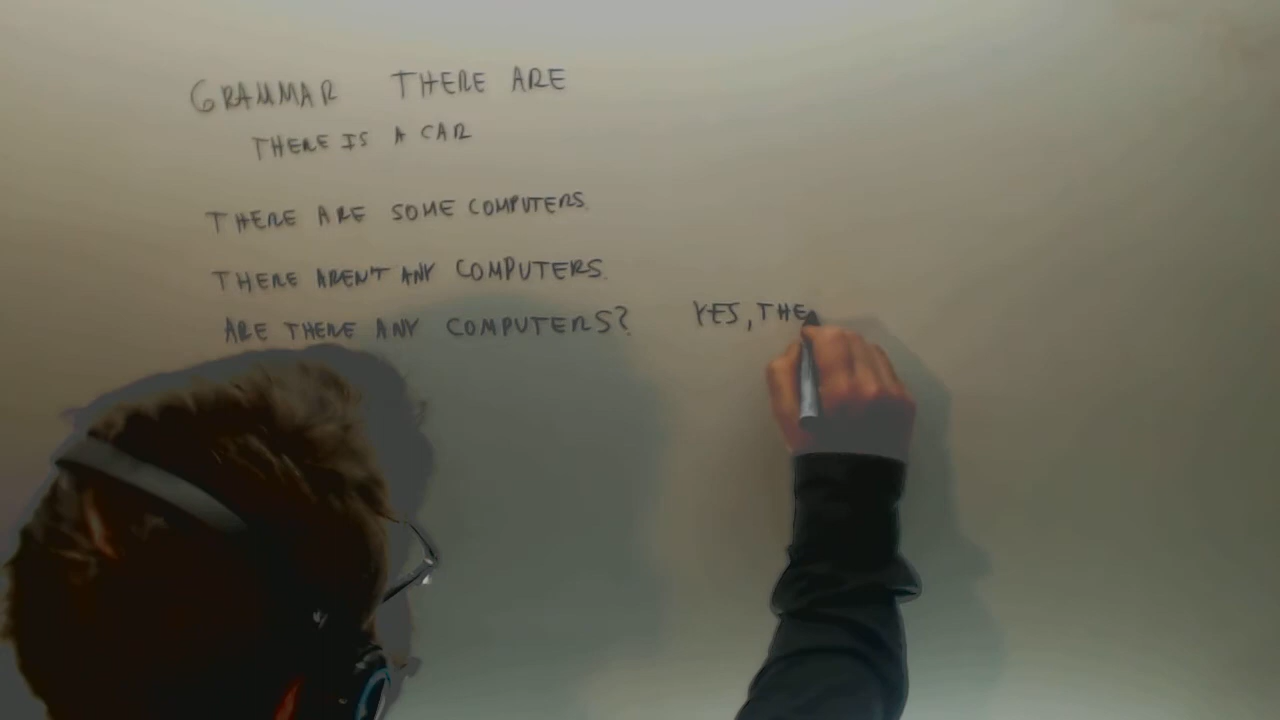 GRAMMAR THERE ARE
THERE IS A CAR
THERE ARE SOME COMPUTERS.
THERE AREN'T ANY COMPUTERS.
ARE THERE ANY COMPUTERS? YES, THE